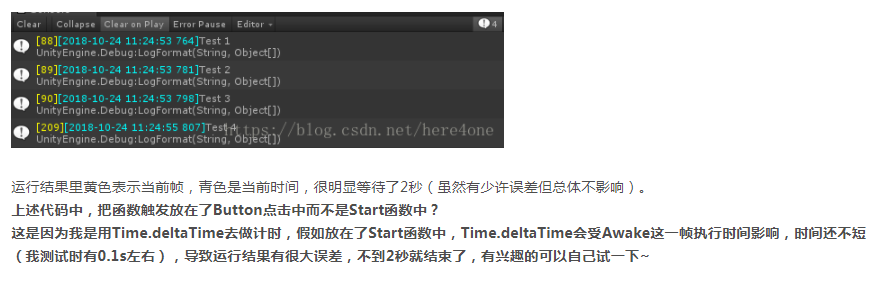 Clear Collapse Clear on Play Error Pause Editor 4
[88][2018-10-24 11:24:53 764]Test 1
UnityEngine.Debug:LogFormat(String, Object[])
[89][2018-10-24 11:24:53 781]Test 2
UnityEngine.Debug:LogFormat(String, Object[])
[90][2018-10-24 11:24:53 798]Test 3
UnityEngine.Debug:LogFormat(String, Object[])
[209][2018-10-24 11:24:55 807]Test 4
https://blog.csdn.net/here4one
UnityEngine.Debug:LogFormat(String, Object[])
运行结果里黄色表示当前帧，青色是当前时间，很明显等待了2秒（虽然有少许误差但总体不影响）。
上述代码中，把函数触发放在了Button点击中而不是Start函数中？
这是因为我是用Time.deltaTime去做计时，假如放在了Start函数中，Time.deltaTime会受Awake这一帧执行时间影响，时间还不短
（我测试时有0.1s左右），导致运行结果有很大误差，不到2秒就结束了，有兴趣的可以自己试一下~